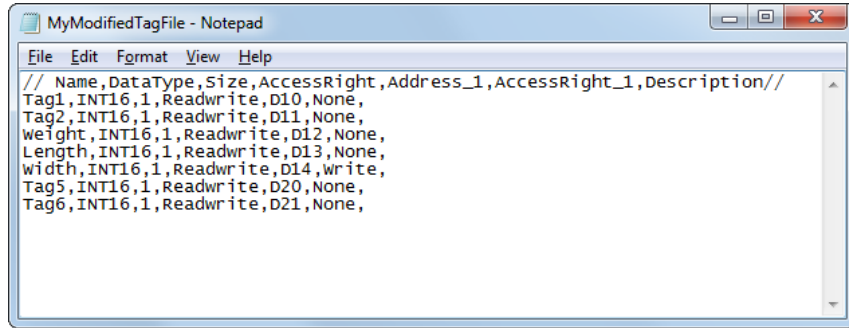 MyModifiedTagFile - Notepad
File Edit Format View Help
// Name,DataType,Size,AccessRight,Address_1,AccessRight_1,Description//
Tag1,INT16,1,Readwrite,D10,None,
Tag2,INT16,1,Readwrite,D11,None,
Weight,INT16,1,Readwrite,D12,None,
Length,INT16,1,Readwrite,D13,None,
Width,INT16,1,Readwrite,D14,Write,
Tag5,INT16,1,Readwrite,D20,None,
Tag6,INT16,1,Readwrite,D21,None,